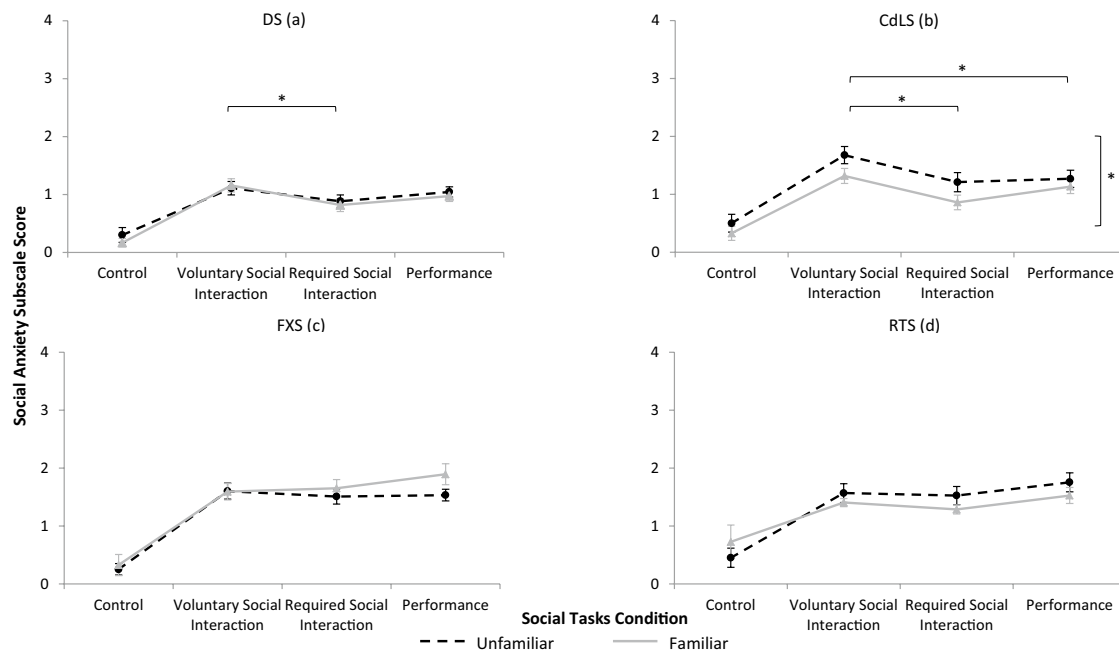 DS (a)
CdLS (b)
4
3
2
1
0
*
Control
Voluntary Social Interaction
Required Social Interaction
Performance
4
3
2
1
0
*
*
*
Control
Voluntary Social Interaction
Required Social Interaction
Performance
Social Anxiety Subscale Score
FXS (c)
RTS (d)
4
3
2
1
0
Control
Voluntary Social Interaction
Required Social Interaction
Performance
4
3
2
1
0
Control
Voluntary Social Interaction
Required Social Interaction
Performance
Social Tasks Condition
Unfamiliar
Familiar